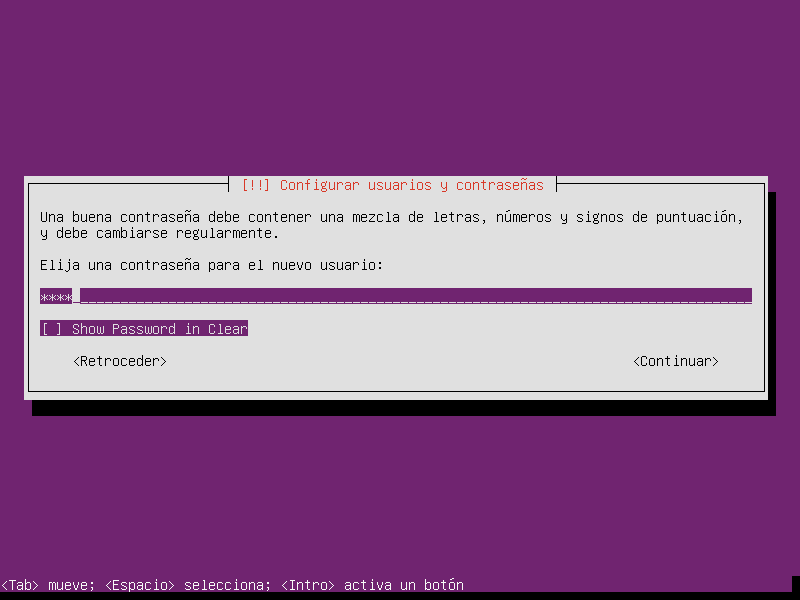 [!!] Configurar usuarios y contraseñas
Una buena contraseña debe contener una mezcla de letras, números y signos de puntuación,
y debe cambiarse regularmente.
Elija una contraseña para el nuevo usuario:
****
[ ] Show Password in Clear
<Retroceder> <Continuar>
<Tab> mueve; <Espacio> selecciona; <Intro> activa un botón